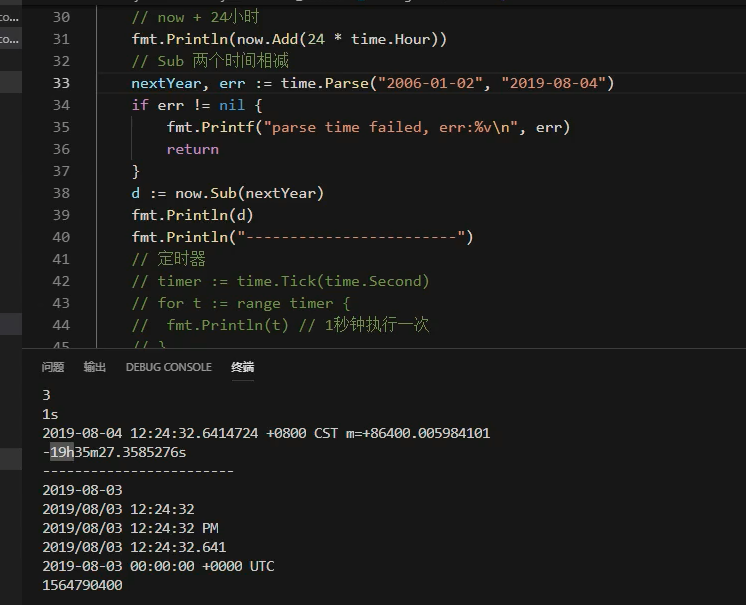 co...
co...
30 // now + 24小时
31 fmt.Println(now.Add(24 * time.Hour))
32 // Sub 两个时间相减
33 nextYear, err := time.Parse("2006-01-02", "2019-08-04")
34 if err != nil {
35 fmt.Printf("parse time failed, err:%v\n", err)
36 return
37 }
38 d := now.Sub(nextYear)
39 fmt.Println(d)
40 fmt.Println("------------------------")
41 // 定时器
42 // timer := time.Tick(time.Second)
43 // for t := range timer {
44 // 	fmt.Println(t) // 1秒钟执行一次
45 // }
问题 输出 DEBUG CONSOLE 终端
3
1s
2019-08-04 12:24:32.6414724 +0800 CST m=+86400.005984101
-19h35m27.3585276s
------------------------
2019-08-03
2019/08/03 12:24:32
2019/08/03 12:24:32 PM
2019/08/03 12:24:32.641
2019-08-03 00:00:00 +0000 UTC
1564790400